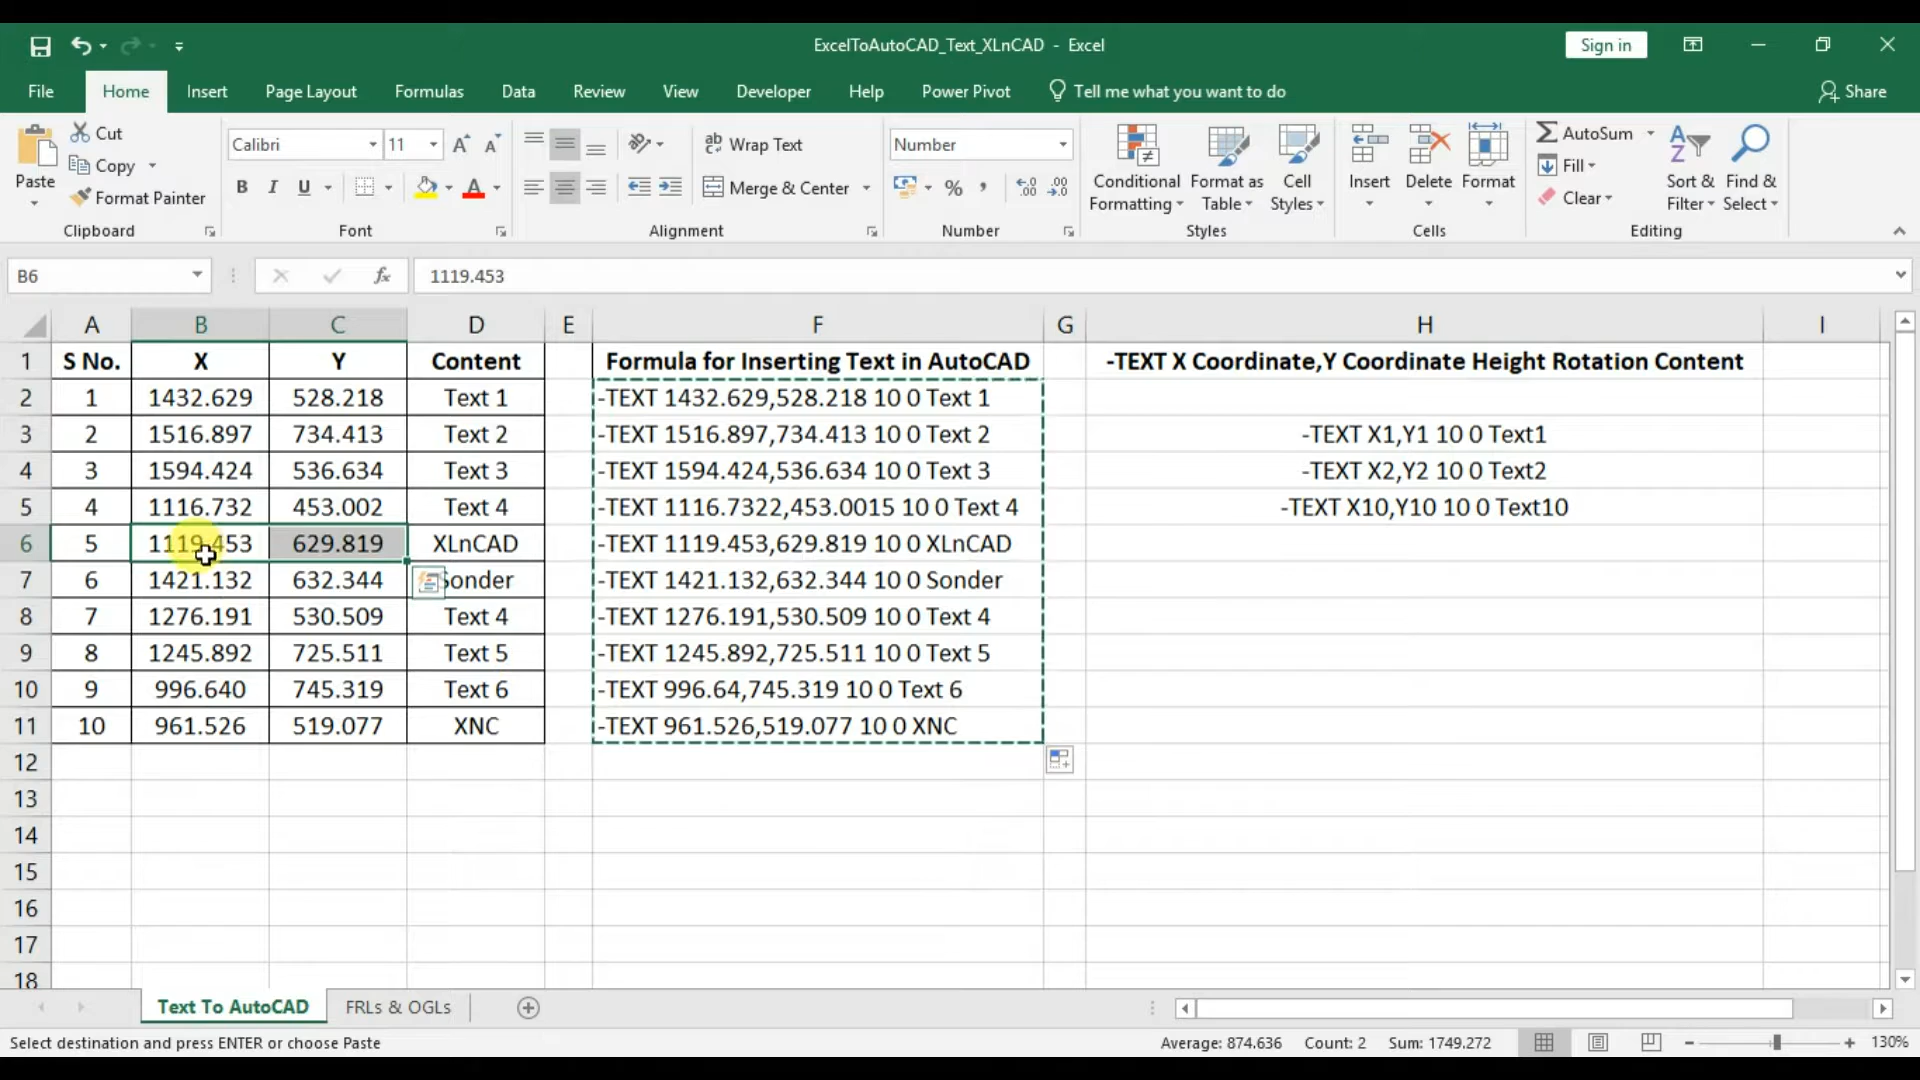 ExcelToAutoCAD_Text_XLnCAD - Excel
Sign in
File Home Insert Page Layout Formulas Data Review View Developer Help Power Pivot Tell me what you want to do Share
Paste
Cut
Copy
Format Painter
Clipboard
Calibri 11
B I U
Font
Wrap Text
Merge & Center
Alignment
Number
%
Number
Conditional Formatting
Format as Table
Cell Styles
Styles
Insert Delete Format
Cells
AutoSum
Fill
Clear
Sort & Filter
Find & Select
Editing
B6 fx 1119.453
A B C D E F G H I
1 S No. X Y Content Formula for Inserting Text in AutoCAD -TEXT X Coordinate,Y Coordinate Height Rotation Content
2 1 1432.629 528.218 Text 1 -TEXT 1432.629,528.218 10 0 Text 1
3 2 1516.897 734.413 Text 2 -TEXT 1516.897,734.413 10 0 Text 2 -TEXT X1,Y1 10 0 Text1
4 3 1594.424 536.634 Text 3 -TEXT 1594.424,536.634 10 0 Text 3 -TEXT X2,Y2 10 0 Text2
5 4 1116.732 453.002 Text 4 -TEXT 1116.7322,453.0015 10 0 Text 4 -TEXT X10,Y10 10 0 Text10
6 5 1119.453 629.819 XLnCAD -TEXT 1119.453,629.819 10 0 XLnCAD
7 6 1421.132 632.344 Sonder -TEXT 1421.132,632.344 10 0 Sonder
8 7 1276.191 530.509 Text 4 -TEXT 1276.191,530.509 10 0 Text 4
9 8 1245.892 725.511 Text 5 -TEXT 1245.892,725.511 10 0 Text 5
10 9 996.640 745.319 Text 6 -TEXT 996.64,745.319 10 0 Text 6
11 10 961.526 519.077 XNC -TEXT 961.526,519.077 10 0 XNC
12
13
14
15
16
17
18
Text To AutoCAD FRLs & OGLs
Select destination and press ENTER or choose Paste Average: 874.636 Count: 2 Sum: 1749.272 130%